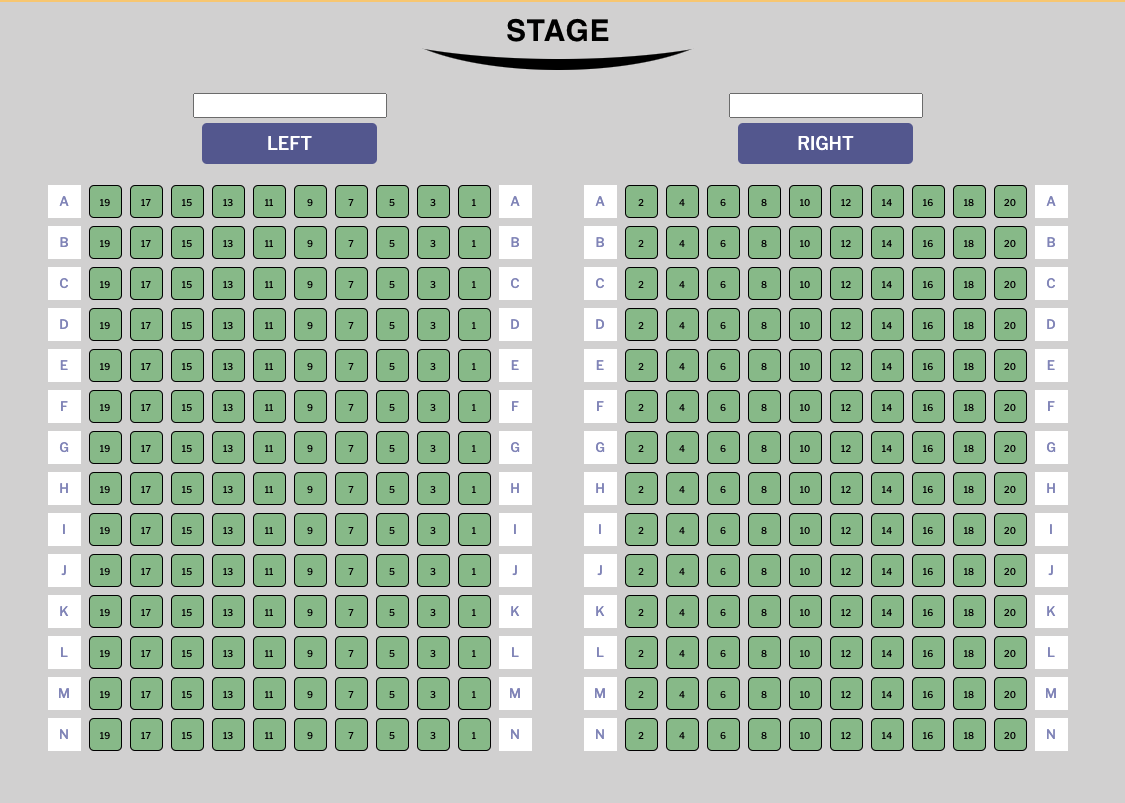 STAGE
LEFT RIGHT
A 19 17 15 13 11 9 7 5 3 1 A A 2 4 6 8 10 12 14 16 18 20 A
B 19 17 15 13 11 9 7 5 3 1 B B 2 4 6 8 10 12 14 16 18 20 B
C 19 17 15 13 11 9 7 5 3 1 C C 2 4 6 8 10 12 14 16 18 20 C
D 19 17 15 13 11 9 7 5 3 1 D D 2 4 6 8 10 12 14 16 18 20 D
E 19 17 15 13 11 9 7 5 3 1 E E 2 4 6 8 10 12 14 16 18 20 E
F 19 17 15 13 11 9 7 5 3 1 F F 2 4 6 8 10 12 14 16 18 20 F
G 19 17 15 13 11 9 7 5 3 1 G G 2 4 6 8 10 12 14 16 18 20 G
H 19 17 15 13 11 9 7 5 3 1 H H 2 4 6 8 10 12 14 16 18 20 H
I 19 17 15 13 11 9 7 5 3 1 I I 2 4 6 8 10 12 14 16 18 20 I
J 19 17 15 13 11 9 7 5 3 1 J J 2 4 6 8 10 12 14 16 18 20 J
K 19 17 15 13 11 9 7 5 3 1 K K 2 4 6 8 10 12 14 16 18 20 K
L 19 17 15 13 11 9 7 5 3 1 L L 2 4 6 8 10 12 14 16 18 20 L
M 19 17 15 13 11 9 7 5 3 1 M M 2 4 6 8 10 12 14 16 18 20 M
N 19 17 15 13 11 9 7 5 3 1 N N 2 4 6 8 10 12 14 16 18 20 N